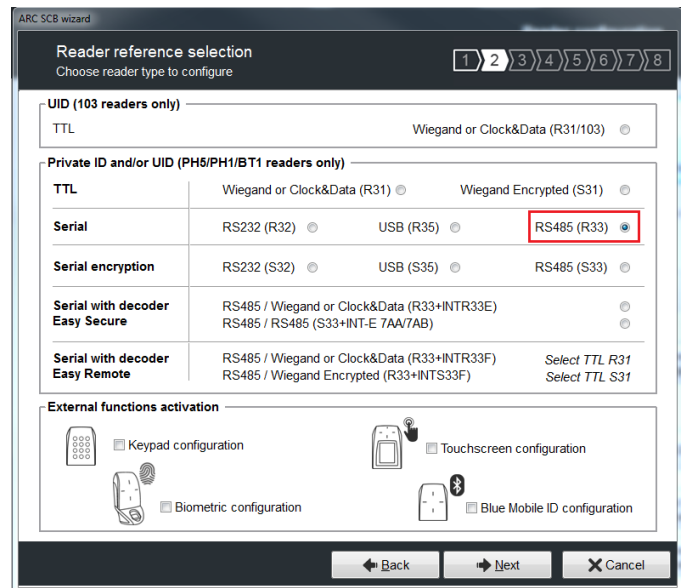 ARC SCB wizard
Reader reference selection
Choose reader type to configure
1 2 3 4 5 6 7 8
UID (103 readers only)
TTL Wiegand or Clock&Data (R31/103)
Private ID and/or UID (PH5/PH1/BT1 readers only)
TTL Wiegand or Clock&Data (R31) Wiegand Encrypted (S31)
Serial RS232 (R32) USB (R35) RS485 (R33)
Serial encryption RS232 (S32) USB (S35) RS485 (S33)
Serial with decoder RS485 / Wiegand or Clock&Data (R33+INTR33E)
Easy Secure RS485 / RS485 (S33+INT-E 7AA/7AB)
Serial with decoder RS485 / Wiegand or Clock&Data (R33+INTR33F) Select TTL R31
Easy Remote RS485 / Wiegand Encrypted (R33+INTS33F) Select TTL S31
External functions activation
Keypad configuration Touchscreen configuration
Biometric configuration Blue Mobile ID configuration
Back Next Cancel